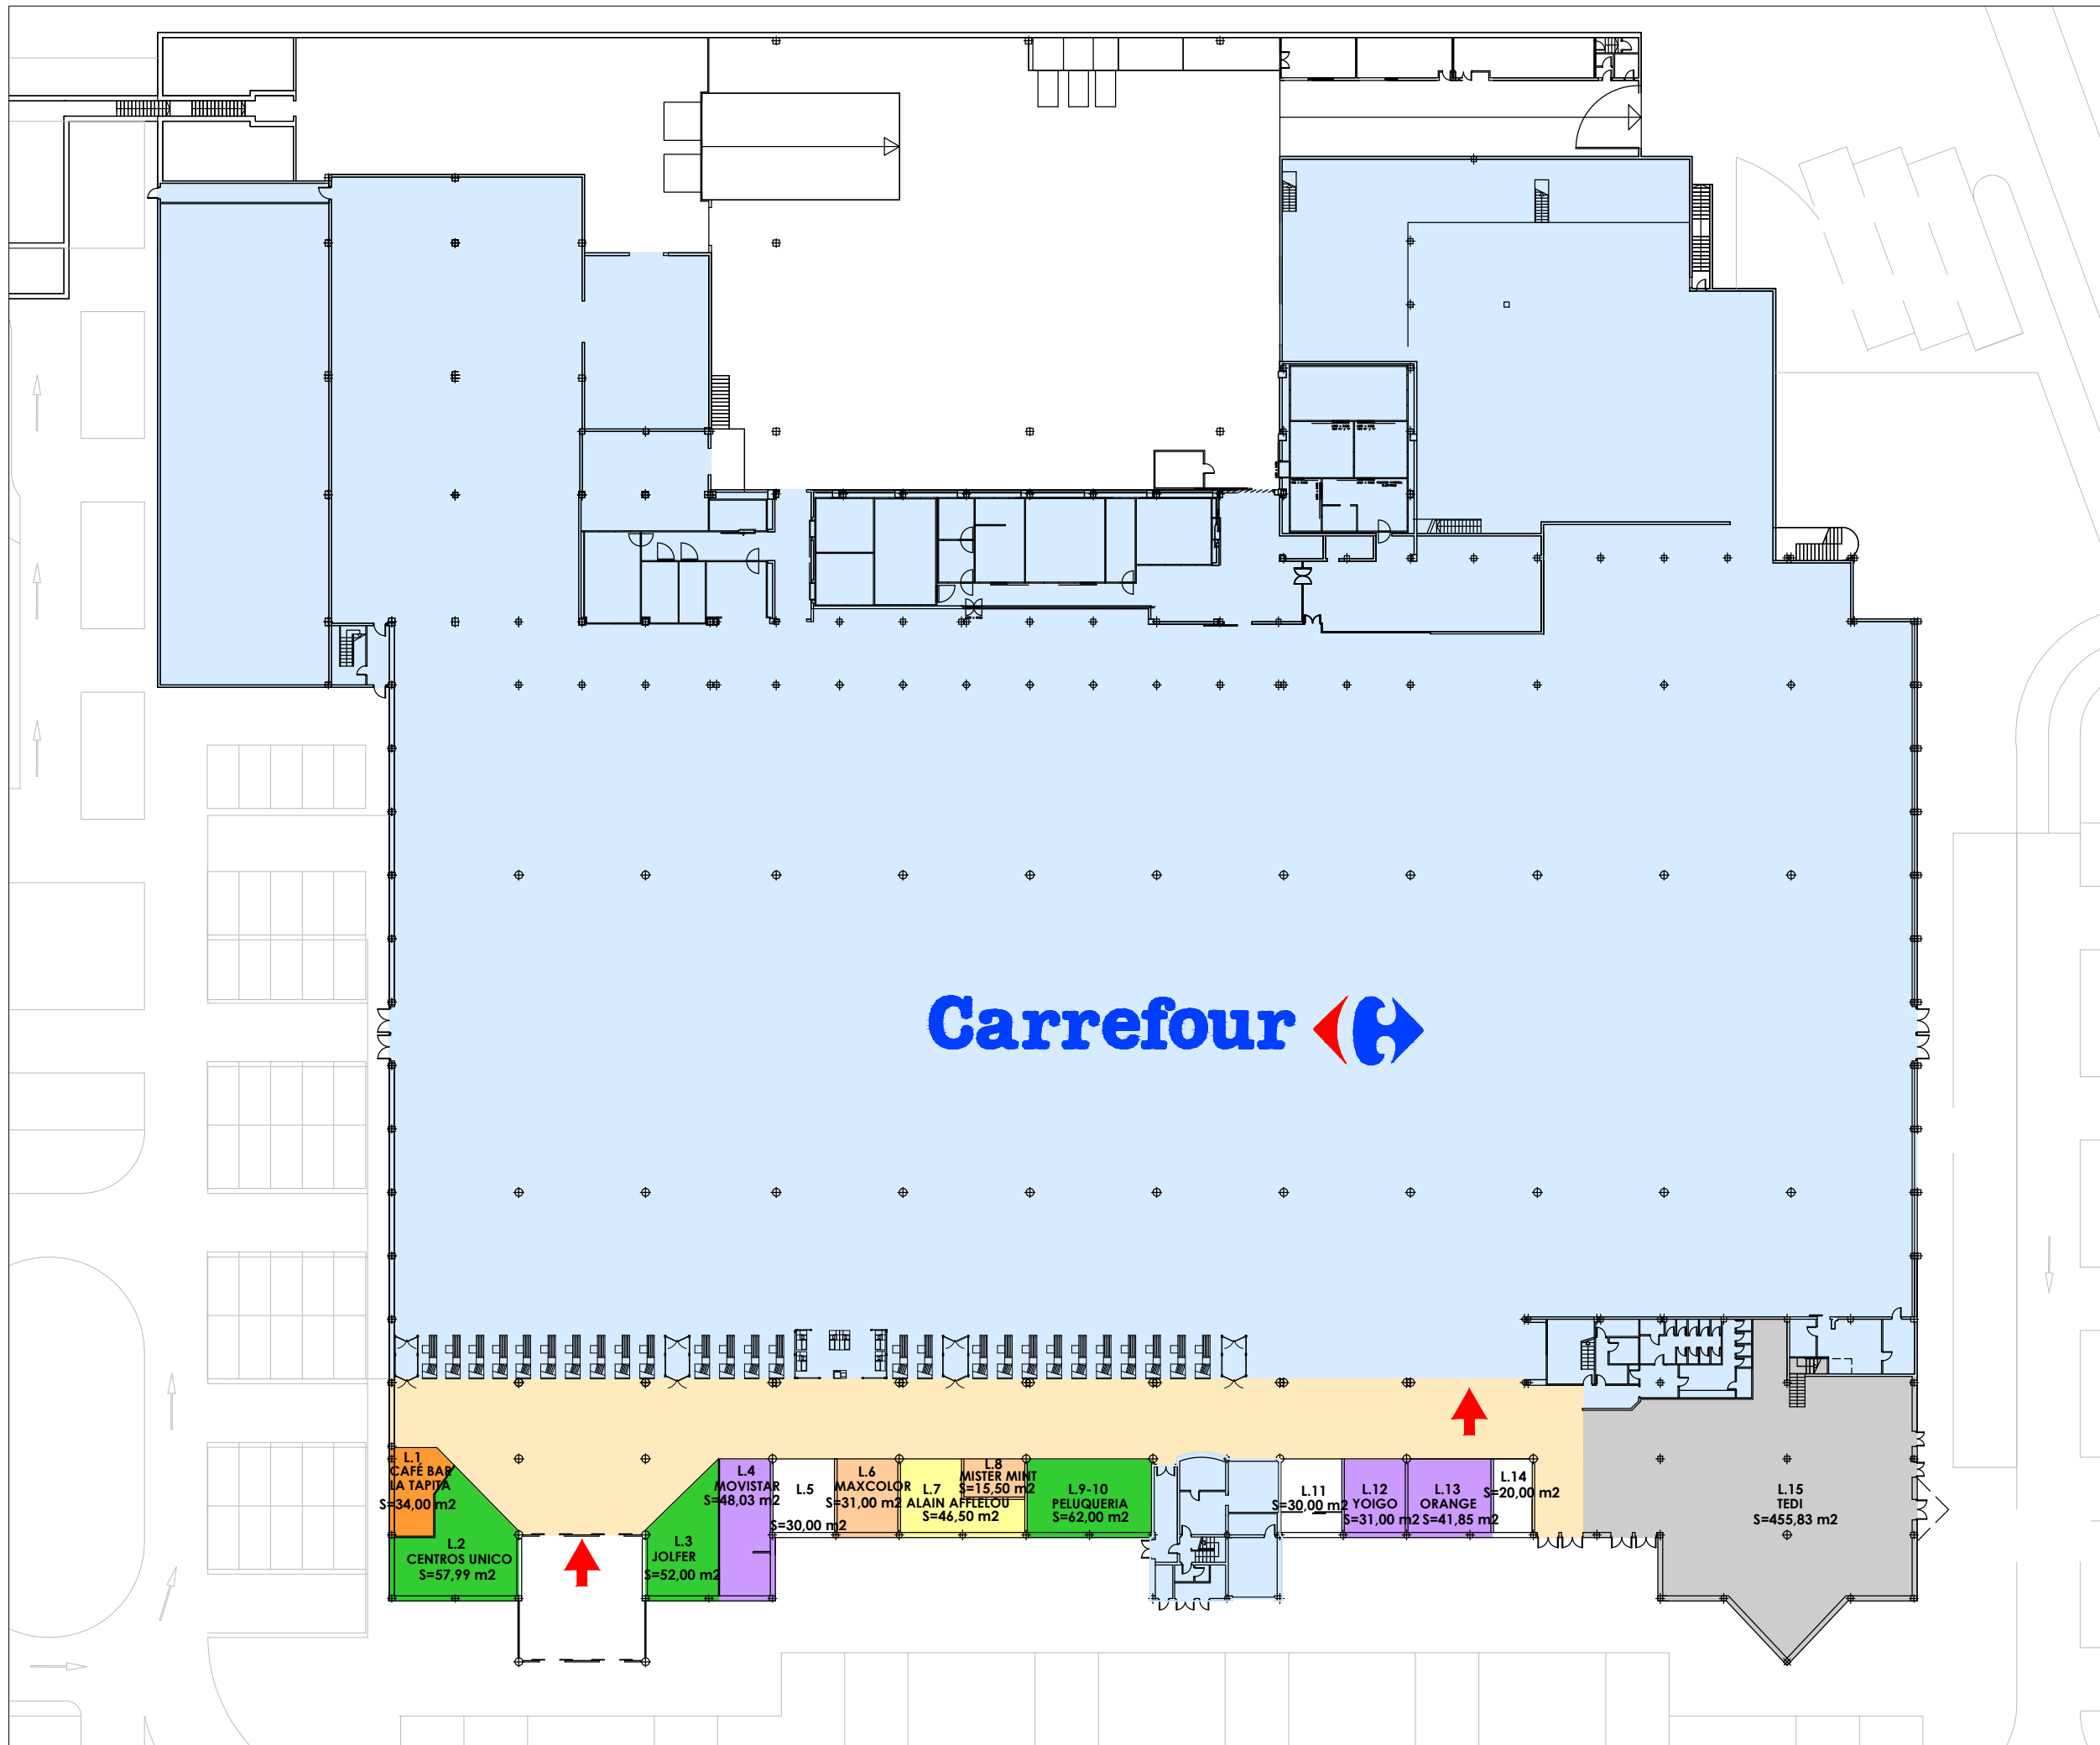 Carrefour
L.1
CAFÉ BAR
LA TAPITA
S=34,00 m2
L.2
CENTROS UNICO
S=57,99 m2
L.3
JOLFER
S=52,00 m2
L.4
MOVISTAR
S=48,03 m2
L.5
S=30,00 m2
L.6
MAXCOLOR
S=31,00 m2
L.7
ALAIN AFFLELOU
S=46,50 m2
L.8
MISTER MINT
S=15,50 m2
L.9-10
PELUQUERIA
S=62,00 m2
L.11
S=30,00 m2
L.12
YOIGO
S=31,00 m2
L.13
ORANGE
S=41,85 m2
L.14
S=20,00 m2
L.15
TEDI
S=455,83 m2